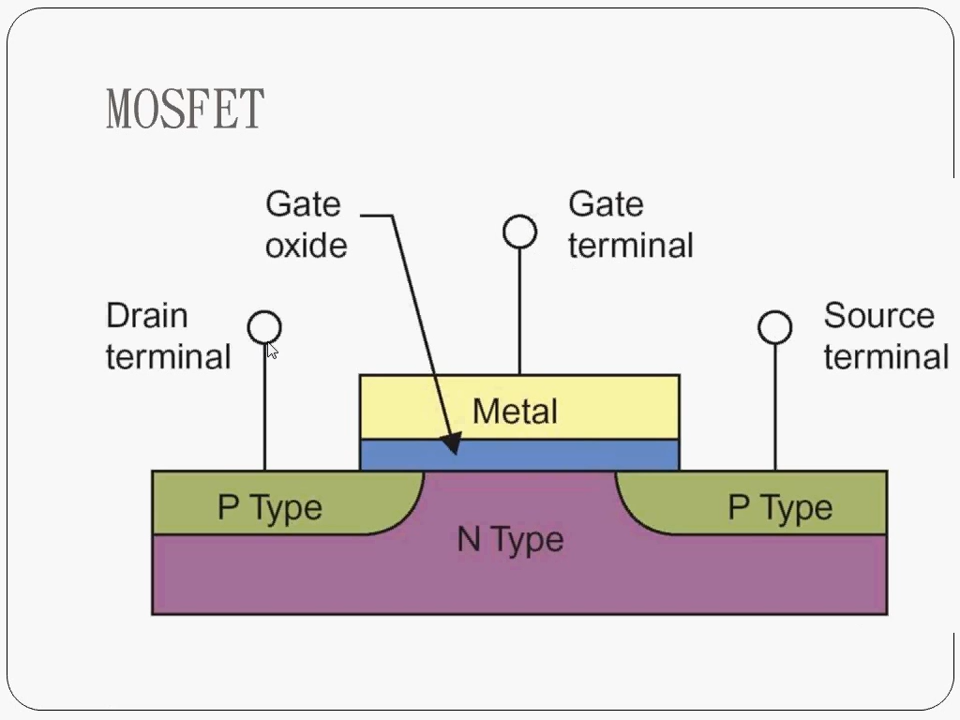 MOSFET
Gate
oxide
Gate
terminal
Drain
terminal
Source
terminal
Metal
P Type
N Type
P Type